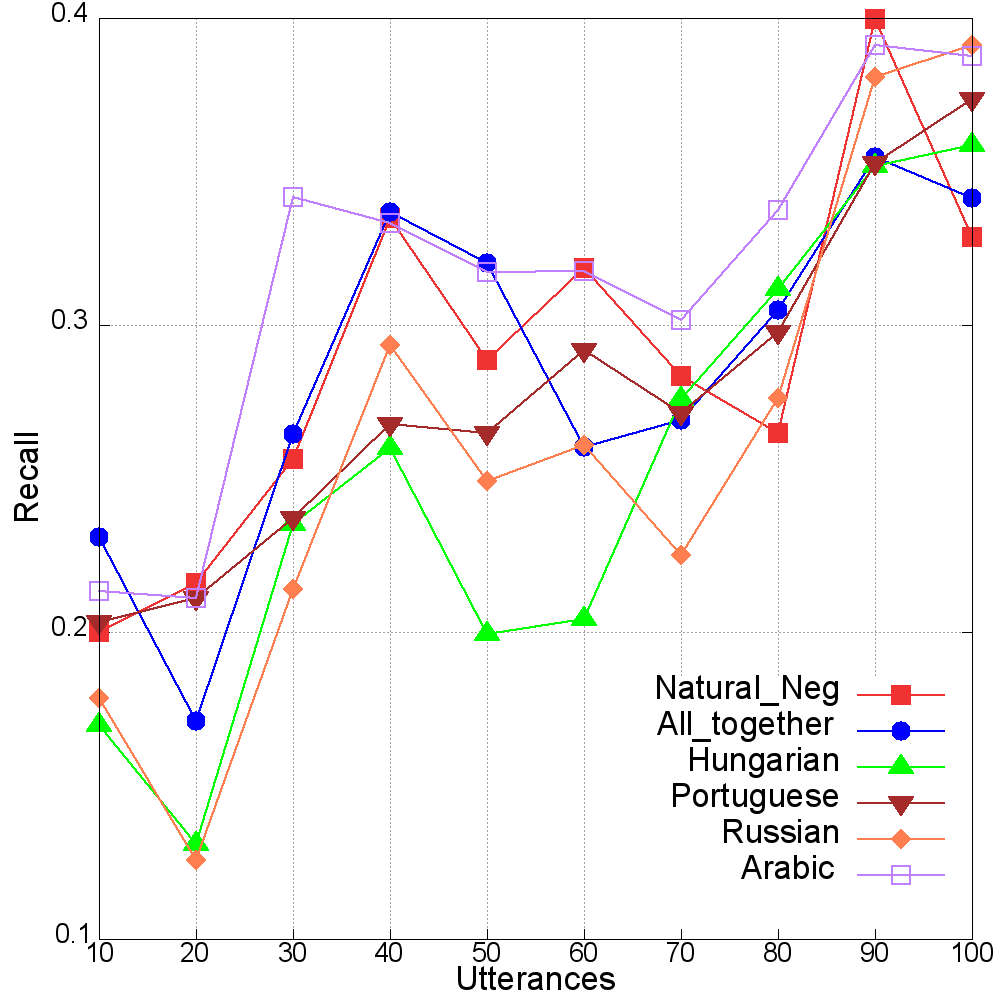 0.4
0.3
0.2
0.1
Recall
Natural_Neg
All_together
Hungarian
Portuguese
Russian
Arabic
10 20 30 40 50 60 70 80 90 100
Utterances